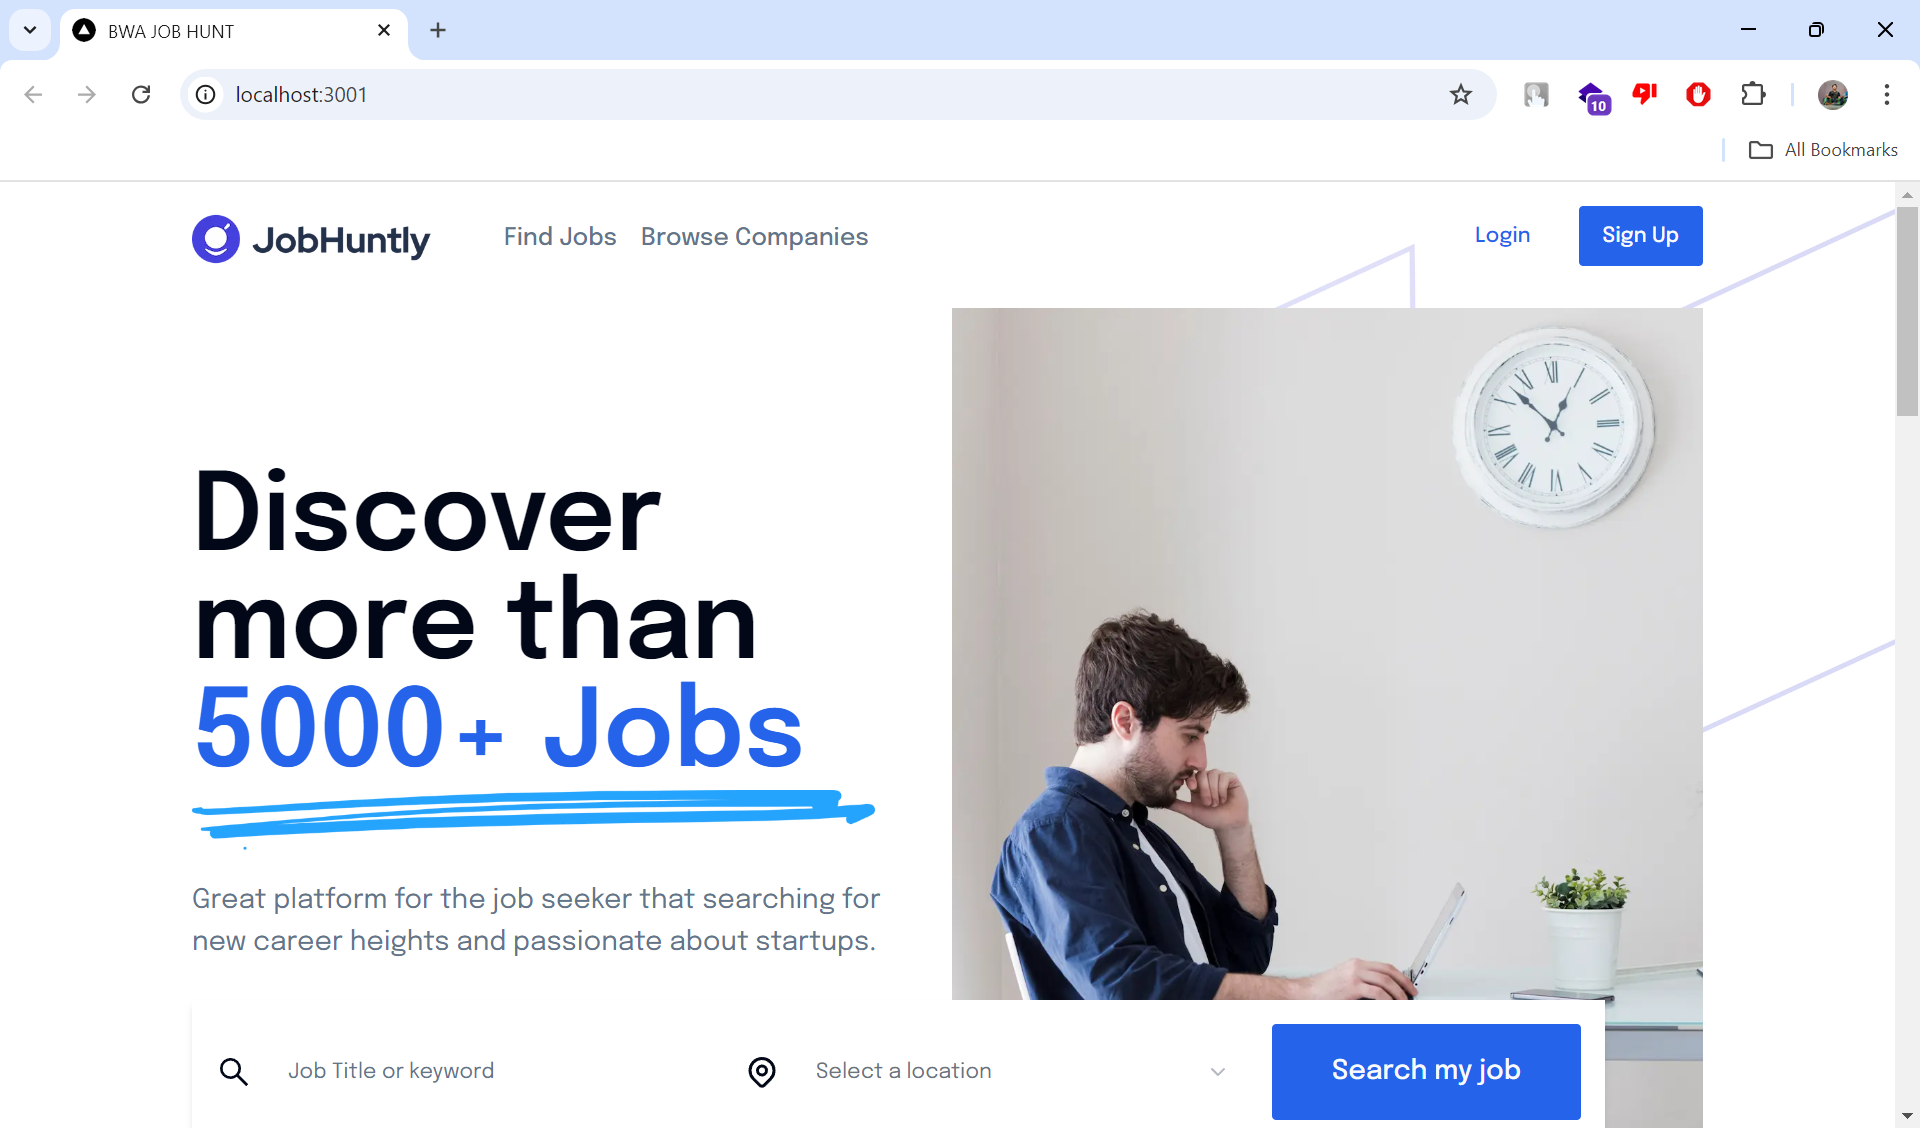 BWA JOB HUNT
localhost:3001
10
All Bookmarks
JobHuntly
Find Jobs
Browse Companies
Login
Sign Up
Discover
more than
5000+ Jobs
Great platform for the job seeker that searching for
new career heights and passionate about startups.
Job Title or keyword
Select a location
Search my job